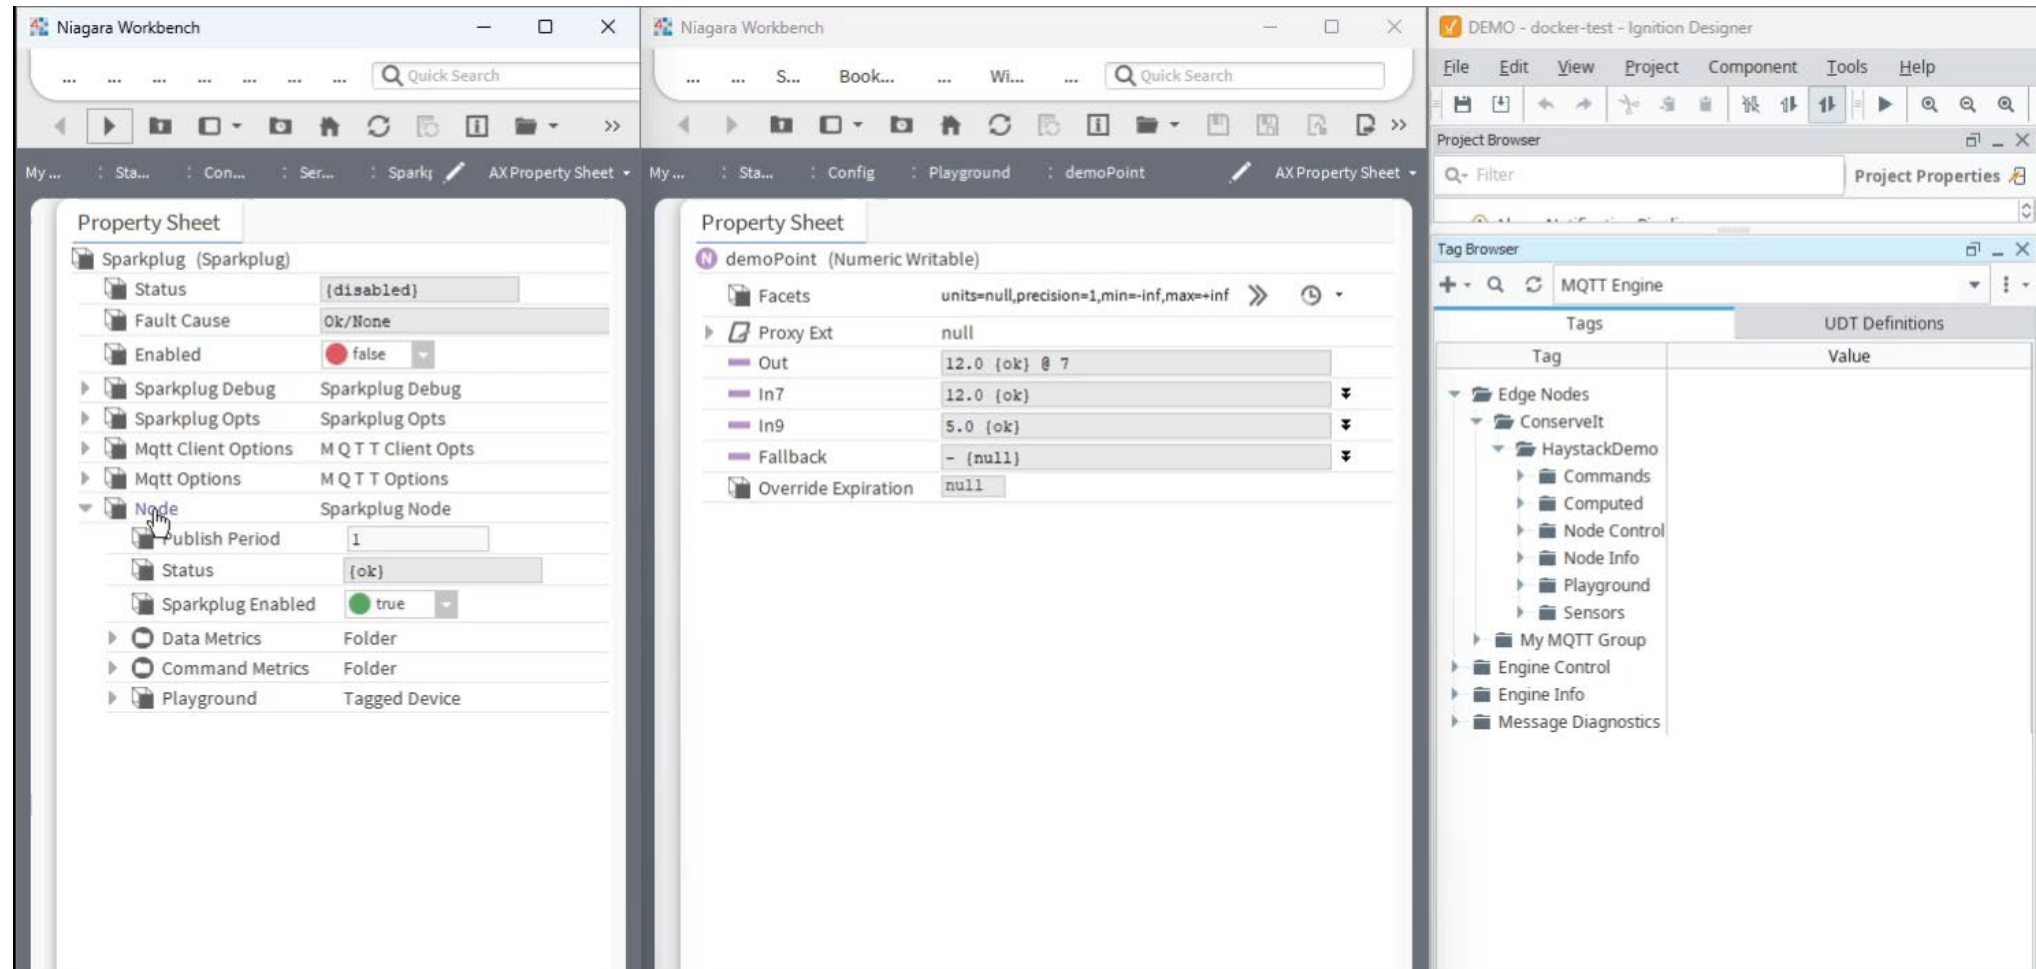 Niagara Workbench
... ... ... ... ... ... ... Quick Search
My ... : Sta... : Con... : Ser... : Spark AX Property Sheet
Property Sheet
Sparkplug (Sparkplug)
Status {disabled}
Fault Cause Ok/None
Enabled false
Sparkplug Debug Sparkplug Debug
Sparkplug Opts Sparkplug Opts
Mqtt Client Options M Q T T Client Opts
Mqtt Options M Q T T Options
Node Sparkplug Node
Publish Period 1
Status {ok}
Sparkplug Enabled true
Data Metrics Folder
Command Metrics Folder
Playground Tagged Device
Niagara Workbench
... ... S... Book... ... Wi... ... Quick Search
My ... : Sta... : Config : Playground : demoPoint AX Property Sheet
Property Sheet
N demoPoint (Numeric Writable)
Facets units=null,precision=1,min=-inf,max=+inf
Proxy Ext null
Out 12.0 {ok} @ 7
In7 12.0 {ok}
In9 5.0 {ok}
Fallback - {null}
Override Expiration null
DEMO - docker-test - Ignition Designer
File Edit View Project Component Tools Help
Project Browser
Filter Project Properties
Tag Browser
MQTT Engine
Tags UDT Definitions
Tag Value
Edge Nodes
ConserveIt
HaystackDemo
Commands
Computed
Node Control
Node Info
Playground
Sensors
My MQTT Group
Engine Control
Engine Info
Message Diagnostics